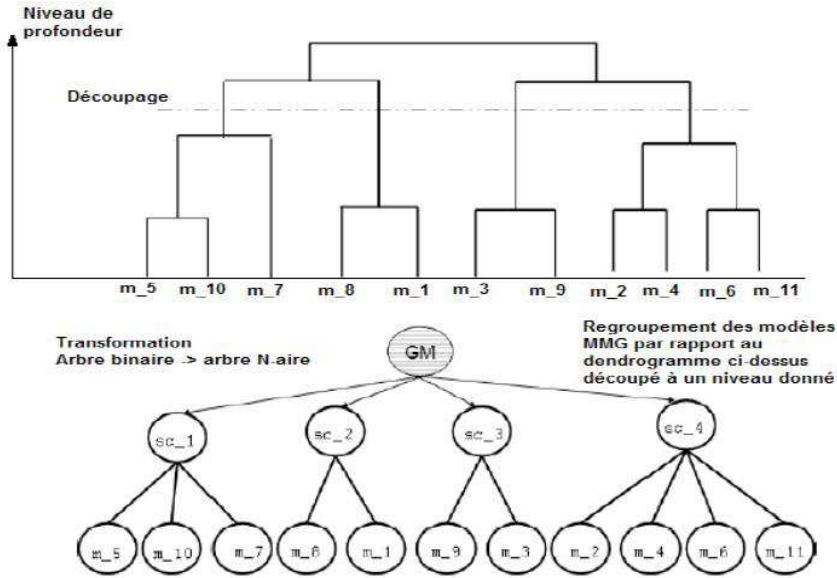 Niveau de
profondeur
Découpage
m_5 m_10 m_7 m_8 m_1 m_3 m_9 m_2 m_4 m_6 m_11
Transformation
Arbre binaire -> arbre N-aire
GM
Regroupement des modèles
MMG par rapport au
dendrogramme ci-dessus
découpé à un niveau donné
sc_1 sc_2 sc_3 sc_4
m_5 m_10 m_7 m_8 m_1 m_9 m_3 m_2 m_4 m_6 m_11